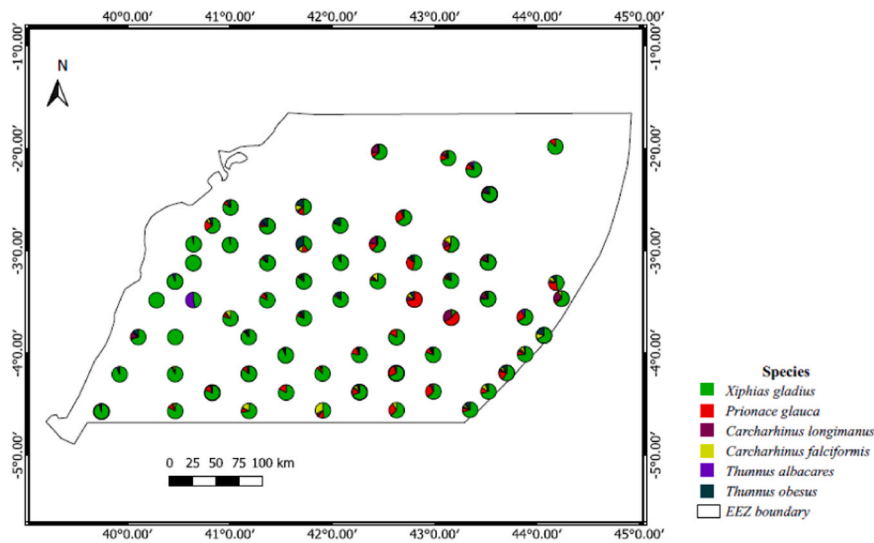 40°0.00′ 41°0.00′ 42°0.00′ 43°0.00′ 44°0.00′ 45°0.00′
-1°0.00′ -1°0.00′
N
-2°0.00′ -2°0.00′
-3°0.00′ -3°0.00′
-4°0.00′ -4°0.00′
-5°0.00′ -5°0.00′
0 25 50 75 100 km
40°0.00′ 41°0.00′ 42°0.00′ 43°0.00′ 44°0.00′ 45°0.00′
Species
Xiphias gladius
Prionace glauca
Carcharhinus longimanus
Carcharhinus falciformis
Thunnus albacares
Thunnus obesus
EEZ boundary